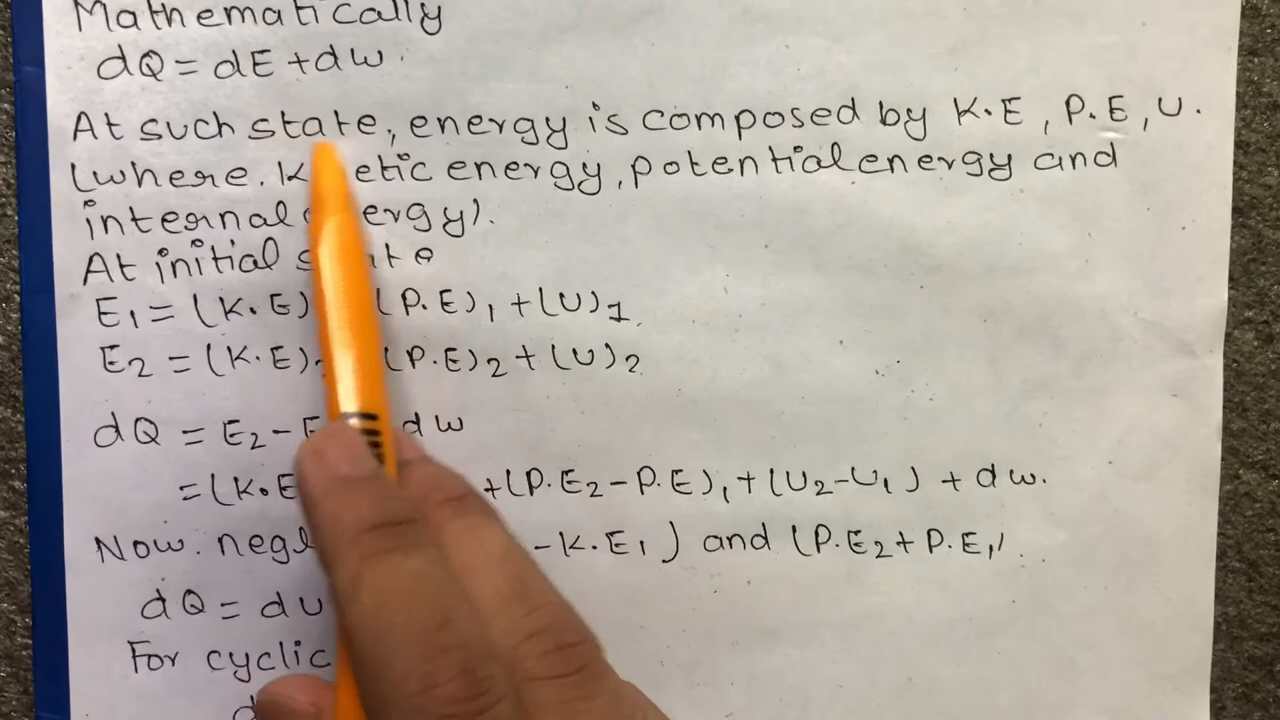 Mathematically
dQ = dE + dw.
At such state, energy is composed by K.E, P.E, U.
(where. K etic energy, potential energy and
internal ergy).
At initial s te
E1 = (K.E) (P.E)1 + (U)1
E2 = (K.E) (P.E)2 + (U)2
dQ = E2 - E dw
= (K.E + (P.E2 - P.E)1 + (U2 - U1) + dw.
Now. negl - K.E1) and (P.E2 + P.E1)
dQ = du
For cyclic
d